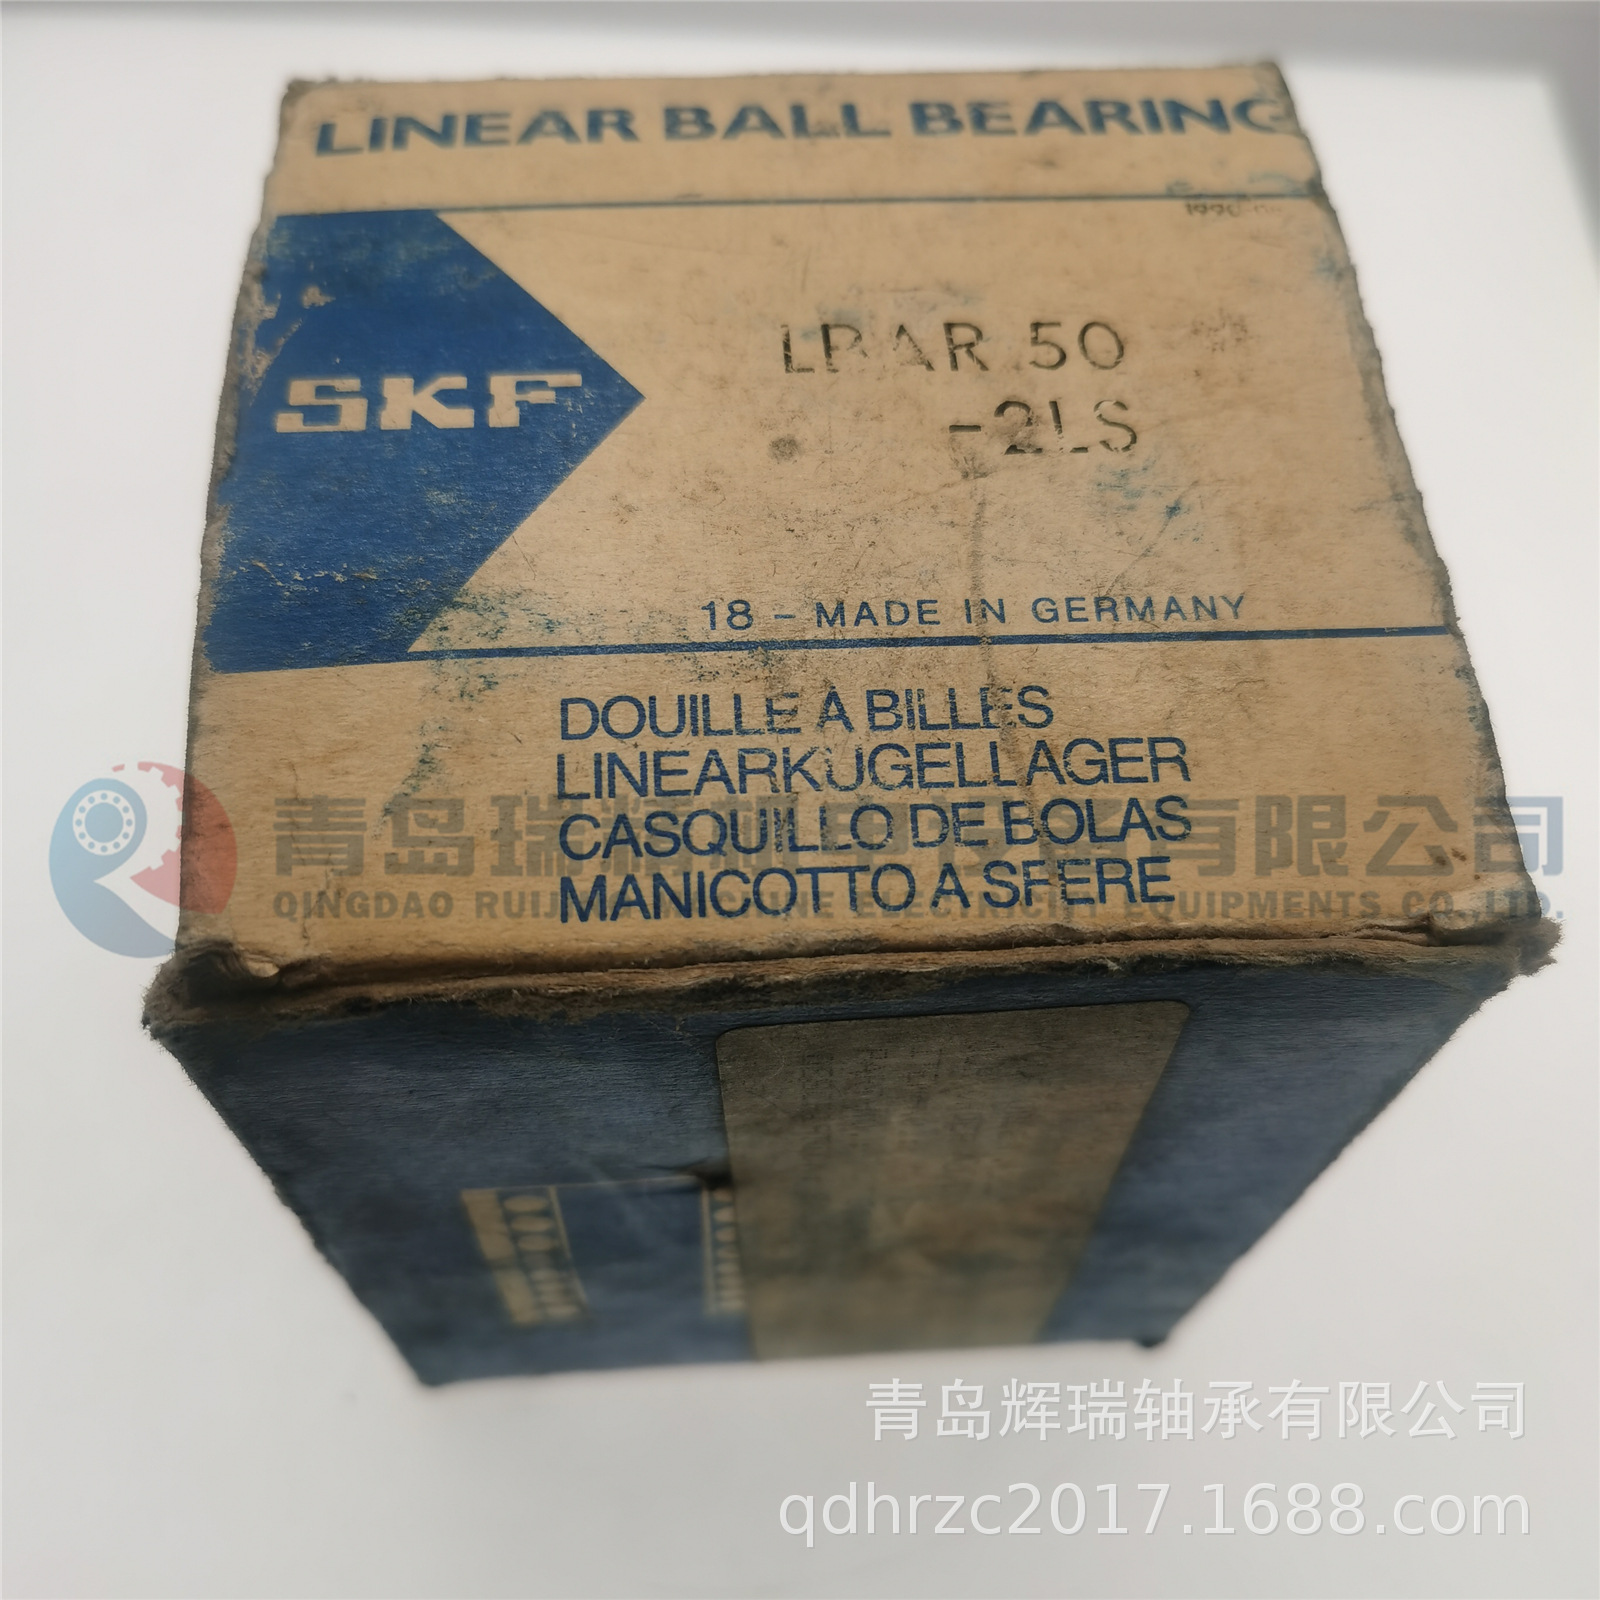 LINEAR BALL BEARING
SKF
LBAR 50
-2LS
18 - MADE IN GERMANY
DOUILLE A BILLES
LINEARKUGELLAGER
CASQUILLO DE BOLAS
MANICOTTO A SFERE
青岛瑞 有限公司
QINGDAO ELECTRICITY EQUIPMENTS CO.,LTD.
青岛辉瑞轴承有限公司
qdhrzc2017.1688.com